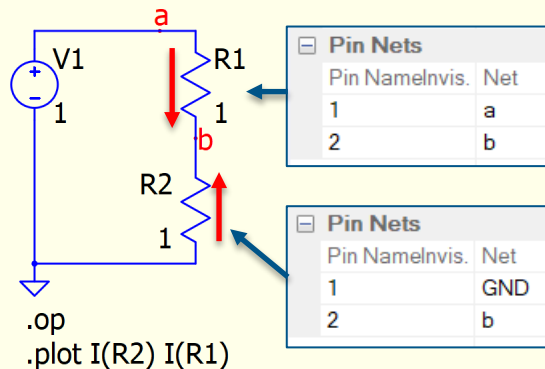 a
V1
+
−
1
R1
1
b
R2
1
.op
.plot I(R2) I(R1)
Pin Nets
Pin NameInvis. Net
1 a
2 b
Pin Nets
Pin NameInvis. Net
1 GND
2 b